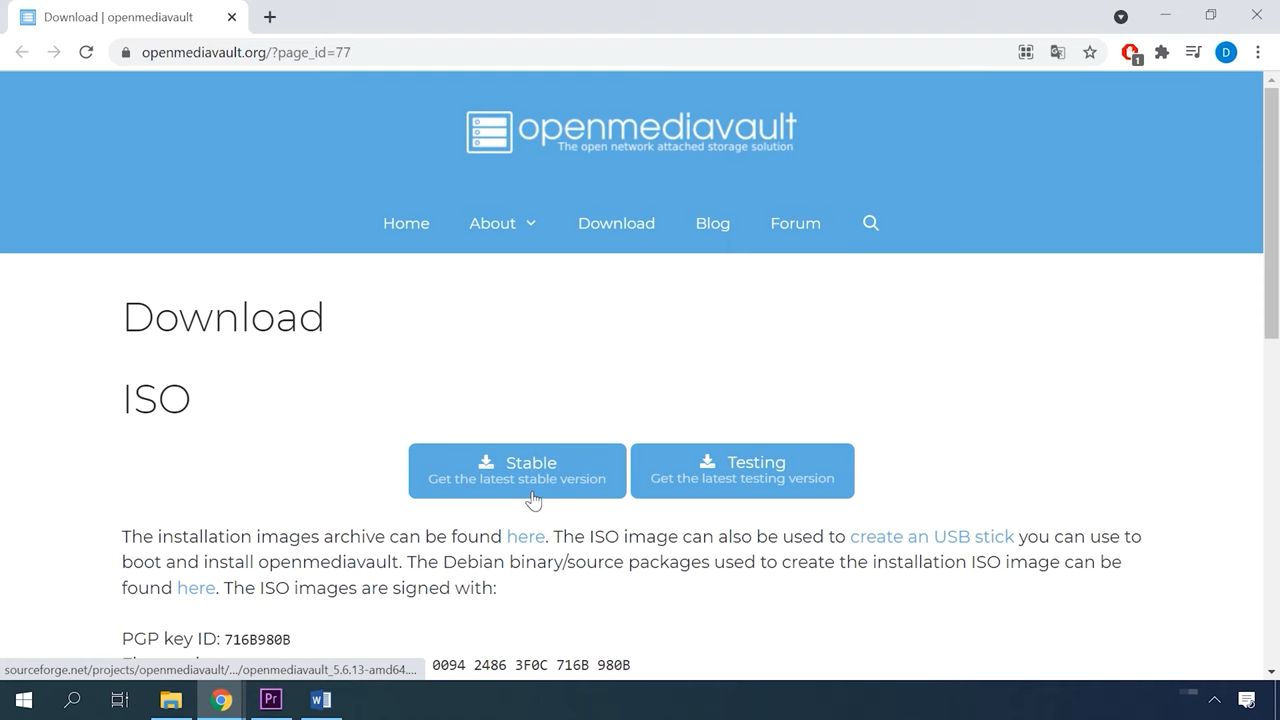 Download | openmediavault
openmediavault.org/?page_id=77
1
D
openmediavault
The open network attached storage solution
Home About Download Blog Forum
Download
ISO
Stable
Get the latest stable version
Testing
Get the latest testing version
The installation images archive can be found here. The ISO image can also be used to create an USB stick you can use to
boot and install openmediavault. The Debian binary/source packages used to create the installation ISO image can be
found here. The ISO images are signed with:
PGP key ID: 716B980B
0094 2486 3F0C 716B 980B
sourceforge.net/projects/openmediavault/.../openmediavault_5.6.13-amd64....
Pr
W